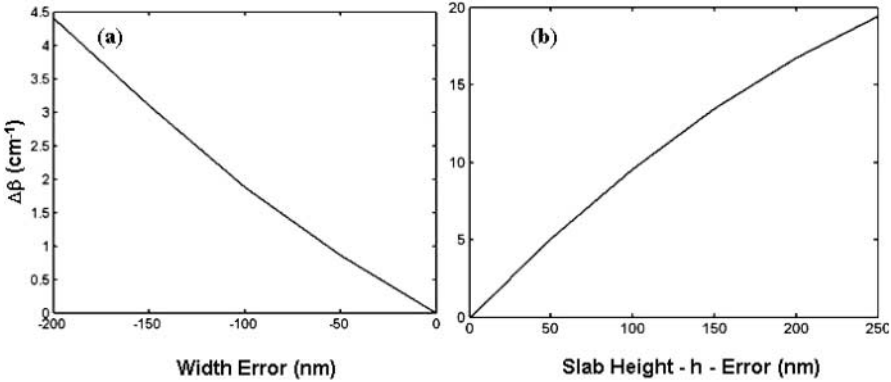 (a)
Δβ (cm⁻¹)
4.5
4
3.5
3
2.5
2
1.5
1
0.5
0
-200 -150 -100 -50 0
Width Error (nm)
(b)
20
15
10
5
0
0 50 100 150 200 250
Slab Height - h - Error (nm)